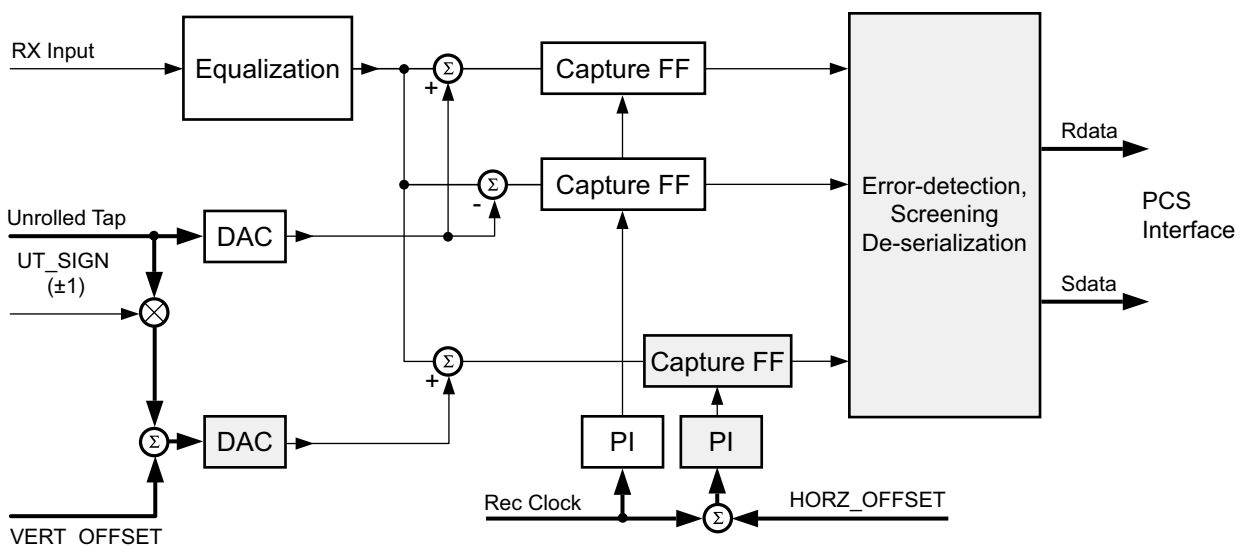 RX Input
Equalization
Σ
+
Capture FF
Capture FF
Σ
-
Unrolled Tap
DAC
UT_SIGN
(±1)
Error-detection,
Screening
De-serialization
Rdata
Sdata
PCS
Interface
Σ
+
Capture FF
Σ
DAC
PI
PI
VERT_OFFSET
Rec Clock
Σ
HORZ_OFFSET